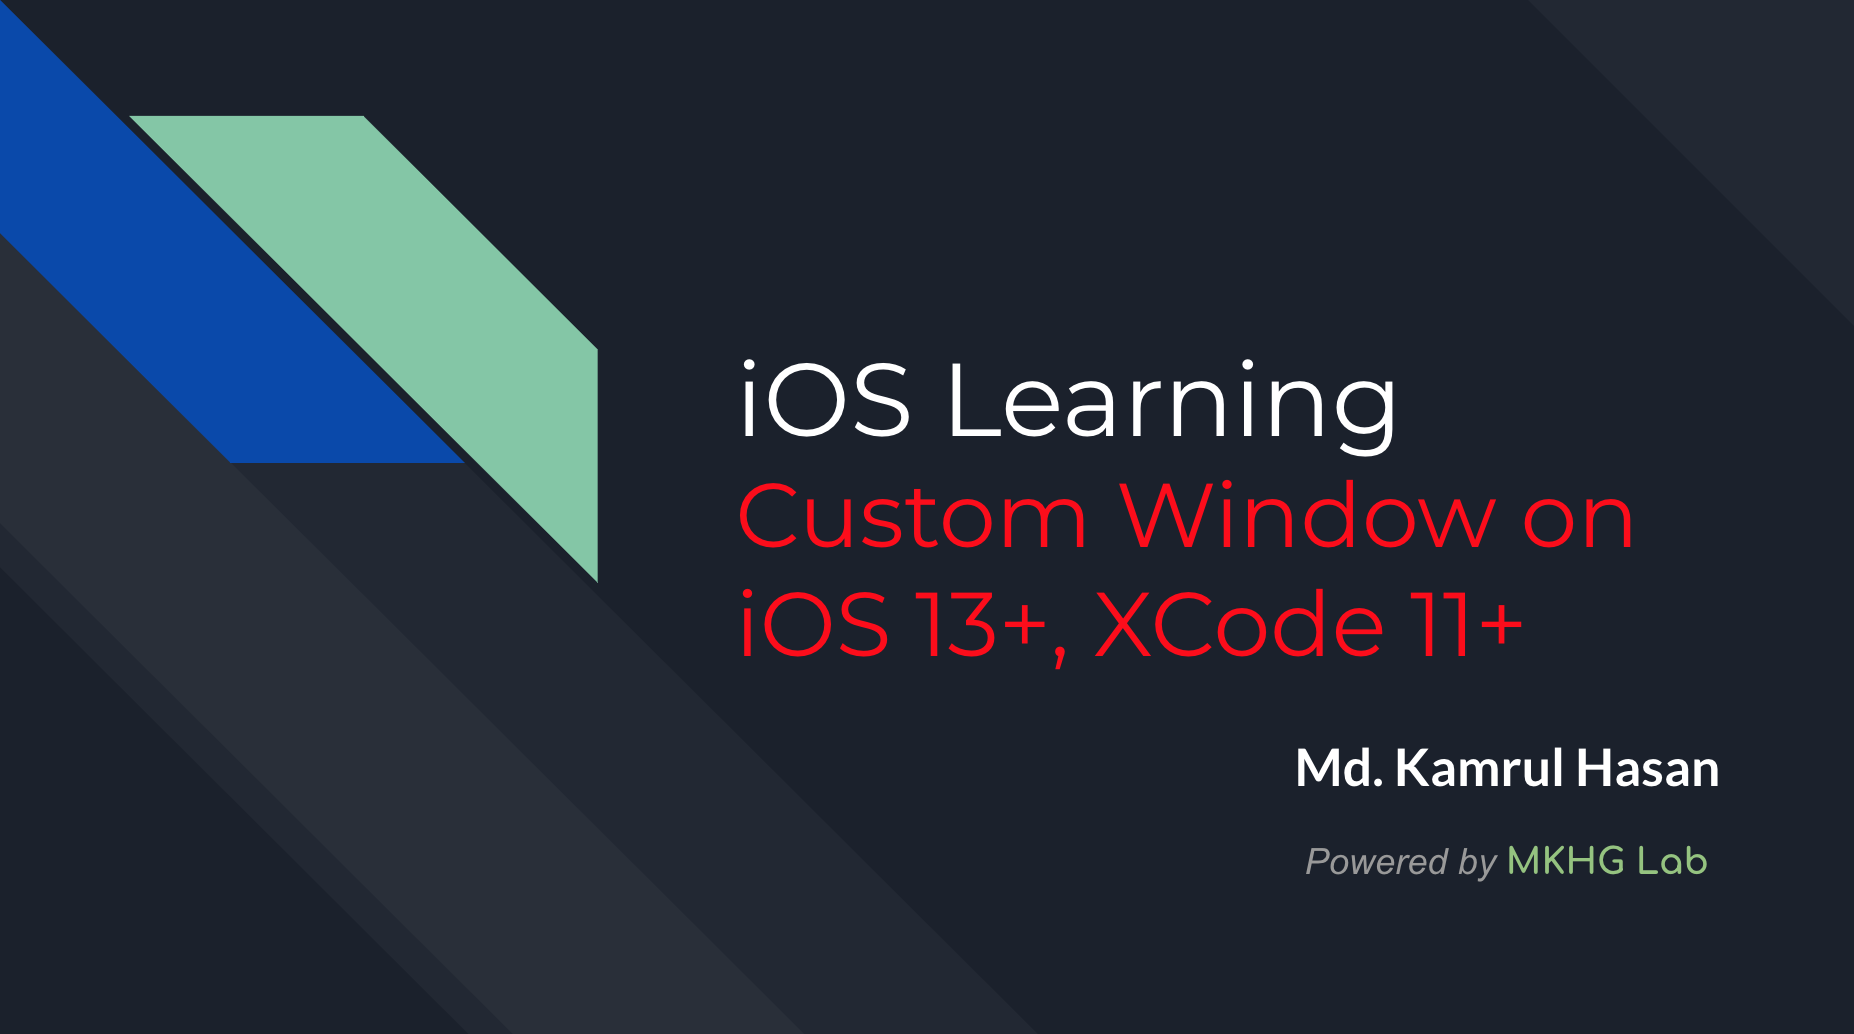 iOS Learning
Custom Window on
iOS 13+, XCode 11+
Md. Kamrul Hasan
Powered by MKHG Lab